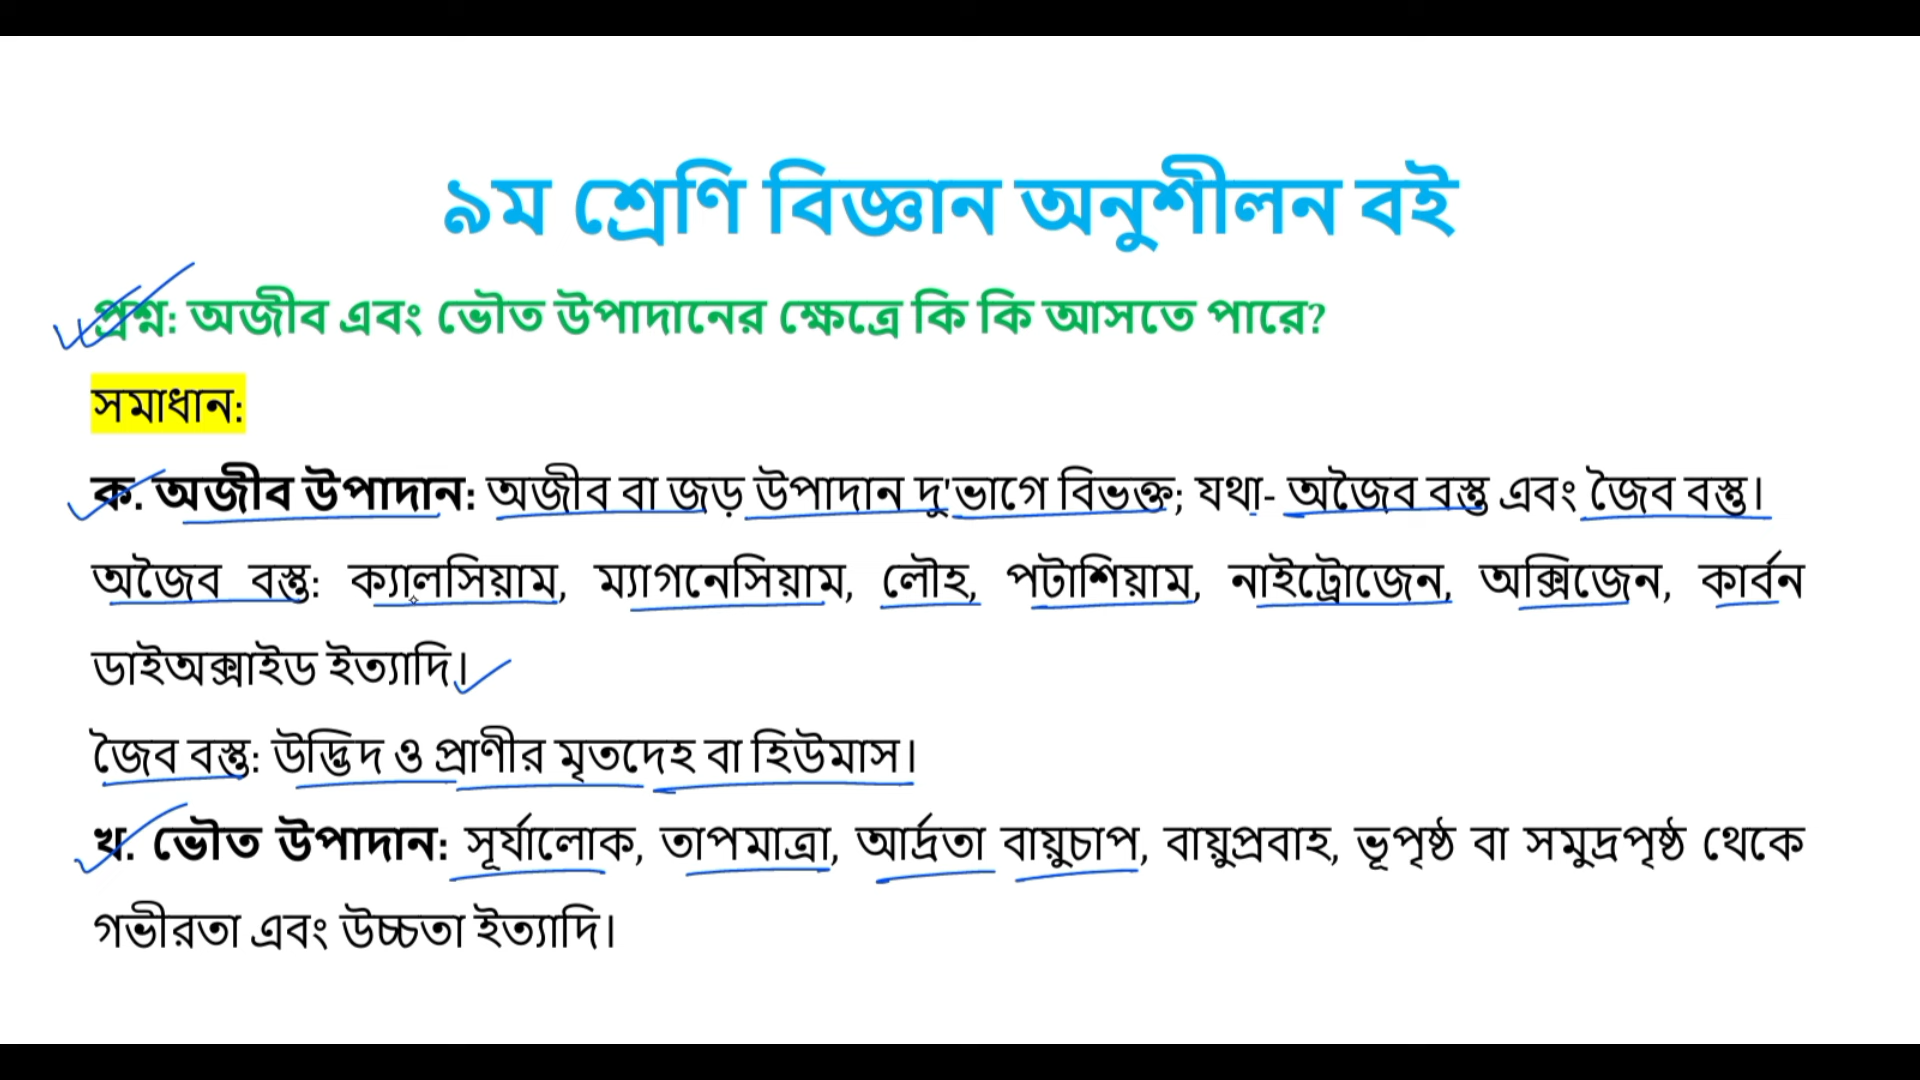 ৯ম শ্রেণি বিজ্ঞান অনুশীলন বই
প্রশ্ন: অজীব এবং ভৌত উপাদানের ক্ষেত্রে কি কি আসতে পারে?
সমাধান:
ক. অজীব উপাদান: অজীব বা জড় উপাদান দু'ভাগে বিভক্ত; যথা- অজৈব বস্তু এবং জৈব বস্তু।
অজৈব বস্তু: ক্যালসিয়াম, ম্যাগনেসিয়াম, লৌহ, পটাশিয়াম, নাইট্রোজেন, অক্সিজেন, কার্বন
ডাইঅক্সাইড ইত্যাদি।
জৈব বস্তু: উদ্ভিদ ও প্রাণীর মৃতদেহ বা হিউমাস।
খ. ভৌত উপাদান: সূর্যালোক, তাপমাত্রা, আর্দ্রতা বায়ুচাপ, বায়ুপ্রবাহ, ভূপৃষ্ঠ বা সমুদ্রপৃষ্ঠ থেকে
গভীরতা এবং উচ্চতা ইত্যাদি।